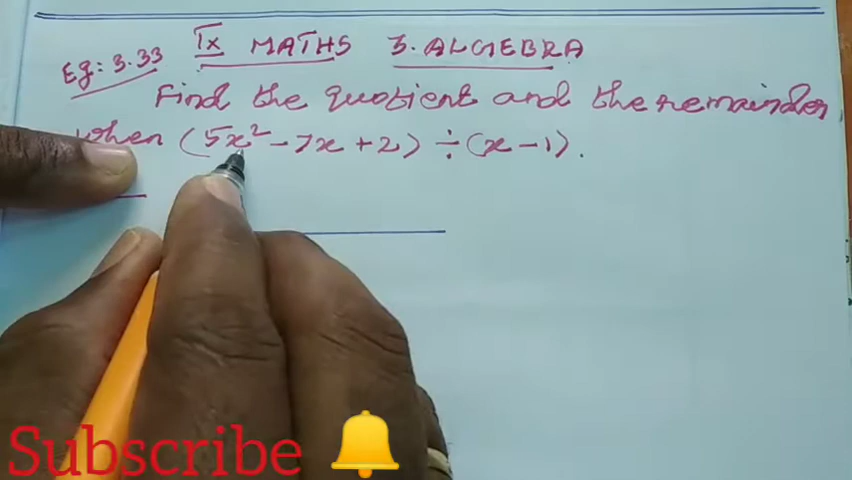 Eg: 3.33 IX MATHS 3. ALGEBRA
Find the quotient and the remainder
when (5x² - 7x + 2) ÷ (x - 1).
Subscribe